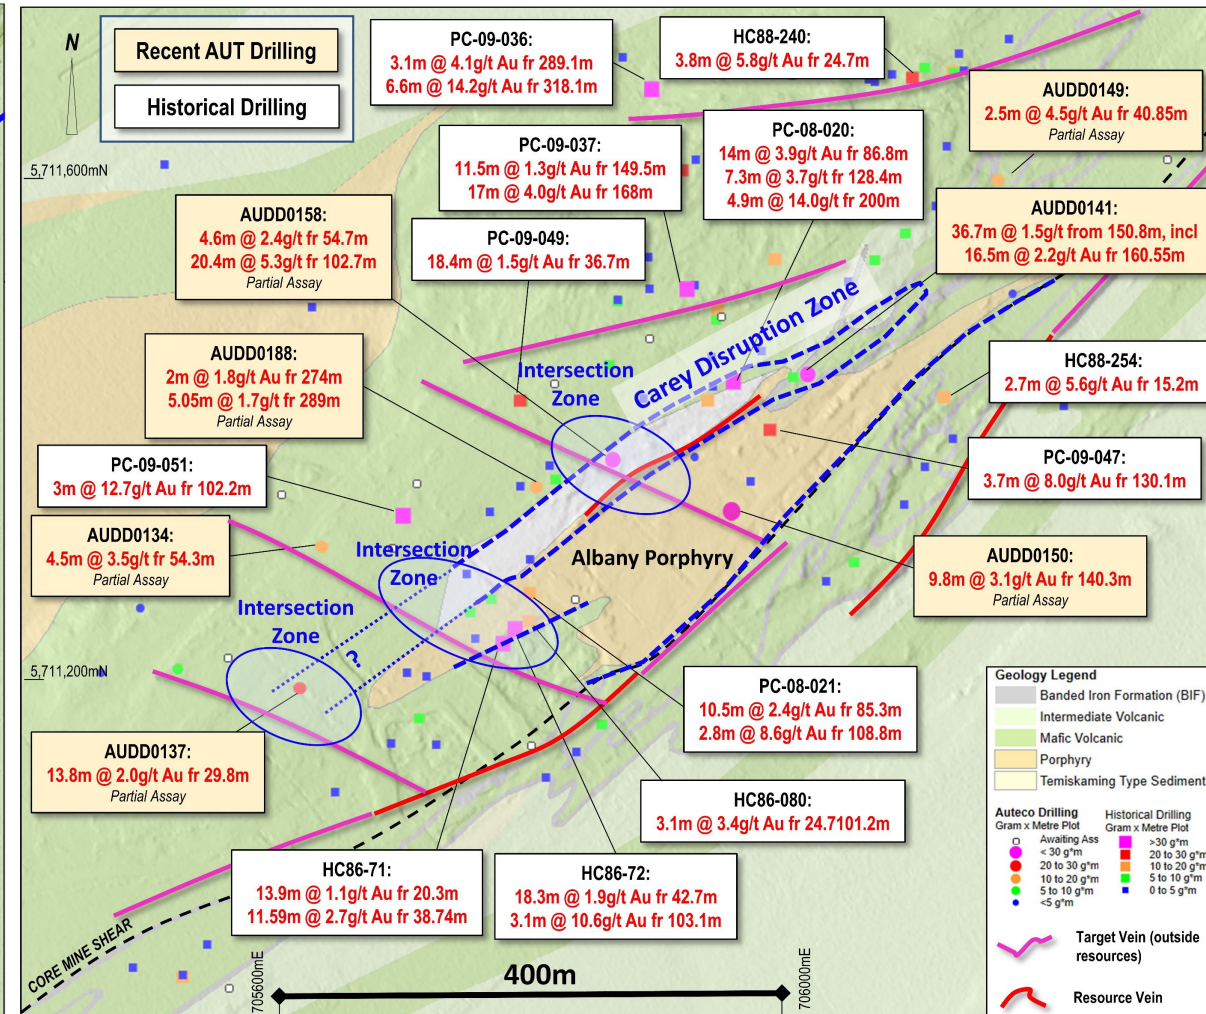 N
Recent AUT Drilling
Historical Drilling
PC-09-036:
3.1m @ 4.1g/t Au fr 289.1m
6.6m @ 14.2g/t Au fr 318.1m
HC88-240:
3.8m @ 5.8g/t Au fr 24.7m
AUDD0149:
2.5m @ 4.5g/t Au fr 40.85m
Partial Assay
PC-09-037:
11.5m @ 1.3g/t Au fr 149.5m
17m @ 4.0g/t Au fr 168m
PC-08-020:
14m @ 3.9g/t Au fr 86.8m
7.3m @ 3.7g/t Au fr 128.4m
4.9m @ 14.0g/t fr 200m
5,711,600mN
AUDD0158:
4.6m @ 2.4g/t fr 54.7m
20.4m @ 5.3g/t fr 102.7m
Partial Assay
PC-09-049:
18.4m @ 1.5g/t Au fr 36.7m
AUDD0141:
36.7m @ 1.5g/t from 150.8m, incl
16.5m @ 2.2g/t Au fr 160.55m
Carey Disruption Zone
AUDD0188:
2m @ 1.8g/t Au fr 274m
5.05m @ 1.7g/t fr 289m
Partial Assay
Intersection
Zone
HC88-254:
2.7m @ 5.6g/t Au fr 15.2m
PC-09-051:
3m @ 12.7g/t Au fr 102.2m
PC-09-047:
3.7m @ 8.0g/t Au fr 130.1m
AUDD0134:
4.5m @ 3.5g/t fr 54.3m
Partial Assay
Intersection
Zone
Albany Porphyry
AUDD0150:
9.8m @ 3.1g/t Au fr 140.3m
Partial Assay
Intersection
Zone
?
5,711,200mN
PC-08-021:
10.5m @ 2.4g/t Au fr 85.3m
2.8m @ 8.6g/t Au fr 108.8m
AUDD0137:
13.8m @ 2.0g/t Au fr 29.8m
Partial Assay
HC86-080:
3.1m @ 3.4g/t Au fr 24.7101.2m
HC86-71:
13.9m @ 1.1g/t Au fr 20.3m
11.59m @ 2.7g/t Au fr 38.74m
HC86-72:
18.3m @ 1.9g/t Au fr 42.7m
3.1m @ 10.6g/t Au fr 103.1m
CORE MINE SHEAR
705600mE
400m
706000mE
Geology Legend
Banded Iron Formation (BIF)
Intermediate Volcanic
Mafic Volcanic
Porphyry
Temiskaming Type Sediment
Auteco Drilling
Gram x Metre Plot
Awaiting Ass
< 30 g*m
20 to 30 g*m
10 to 20 g*m
5 to 10 g*m
<5 g*m
Historical Drilling
Gram x Metre Plot
>30 g*m
20 to 30 g*m
10 to 20 g*m
5 to 10 g*m
0 to 5 g*m
Target Vein (outside
resources)
Resource Vein